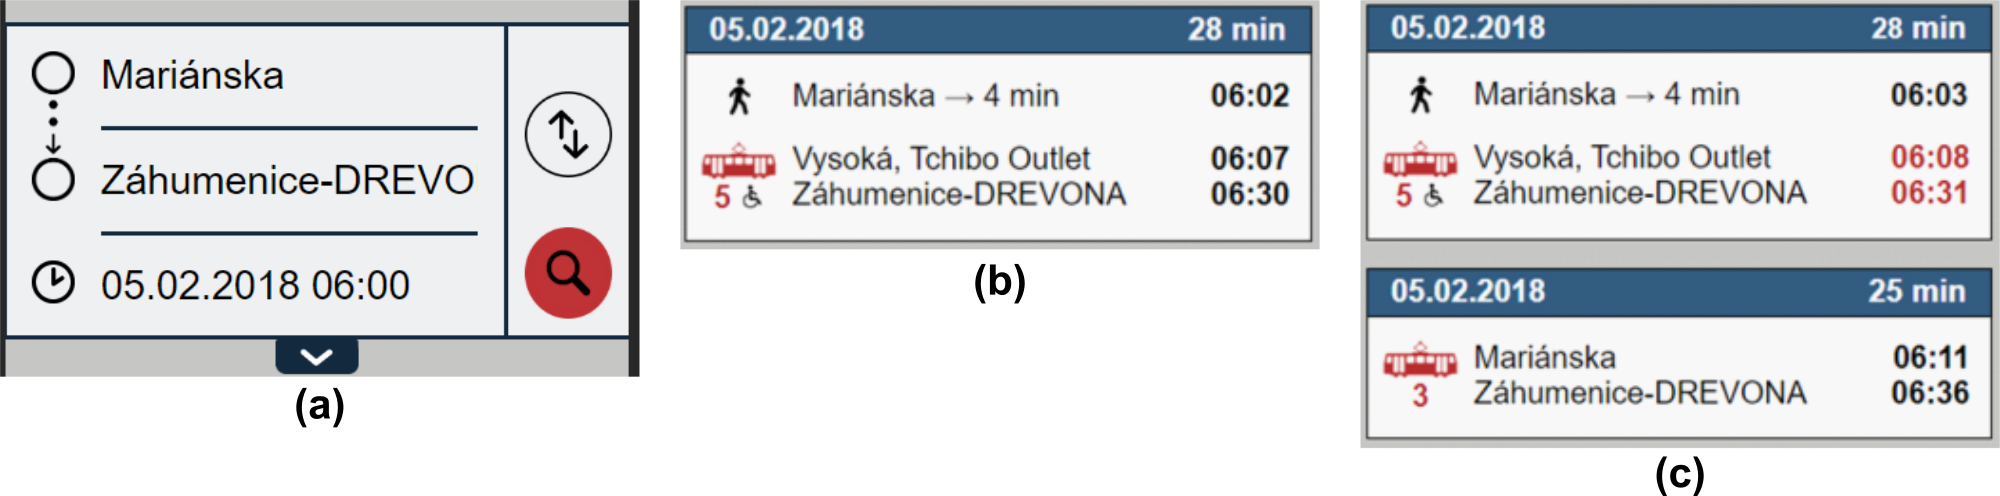 Mariánska
Záhumenice-DREVO
05.02.2018 06:00
(a)
05.02.2018 28 min
Mariánska → 4 min 06:02
Vysoká, Tchibo Outlet 06:07
5 Záhumenice-DREVONA 06:30
(b)
05.02.2018 28 min
Mariánska → 4 min 06:03
Vysoká, Tchibo Outlet 06:08
5 Záhumenice-DREVONA 06:31
05.02.2018 25 min
Mariánska 06:11
3 Záhumenice-DREVONA 06:36
(c)